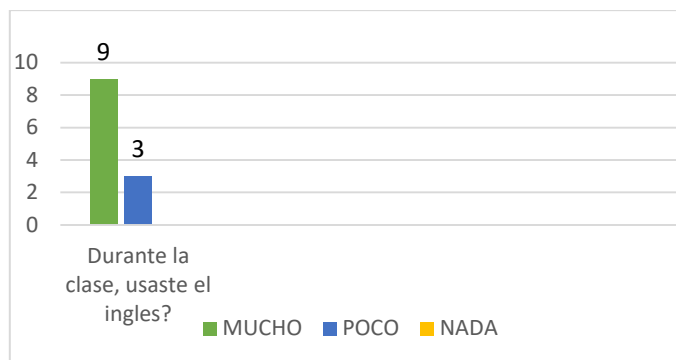 9
10
8
3
6
4
2
0
Durante la
clase, usaste el
ingles?
MUCHO POCO NADA